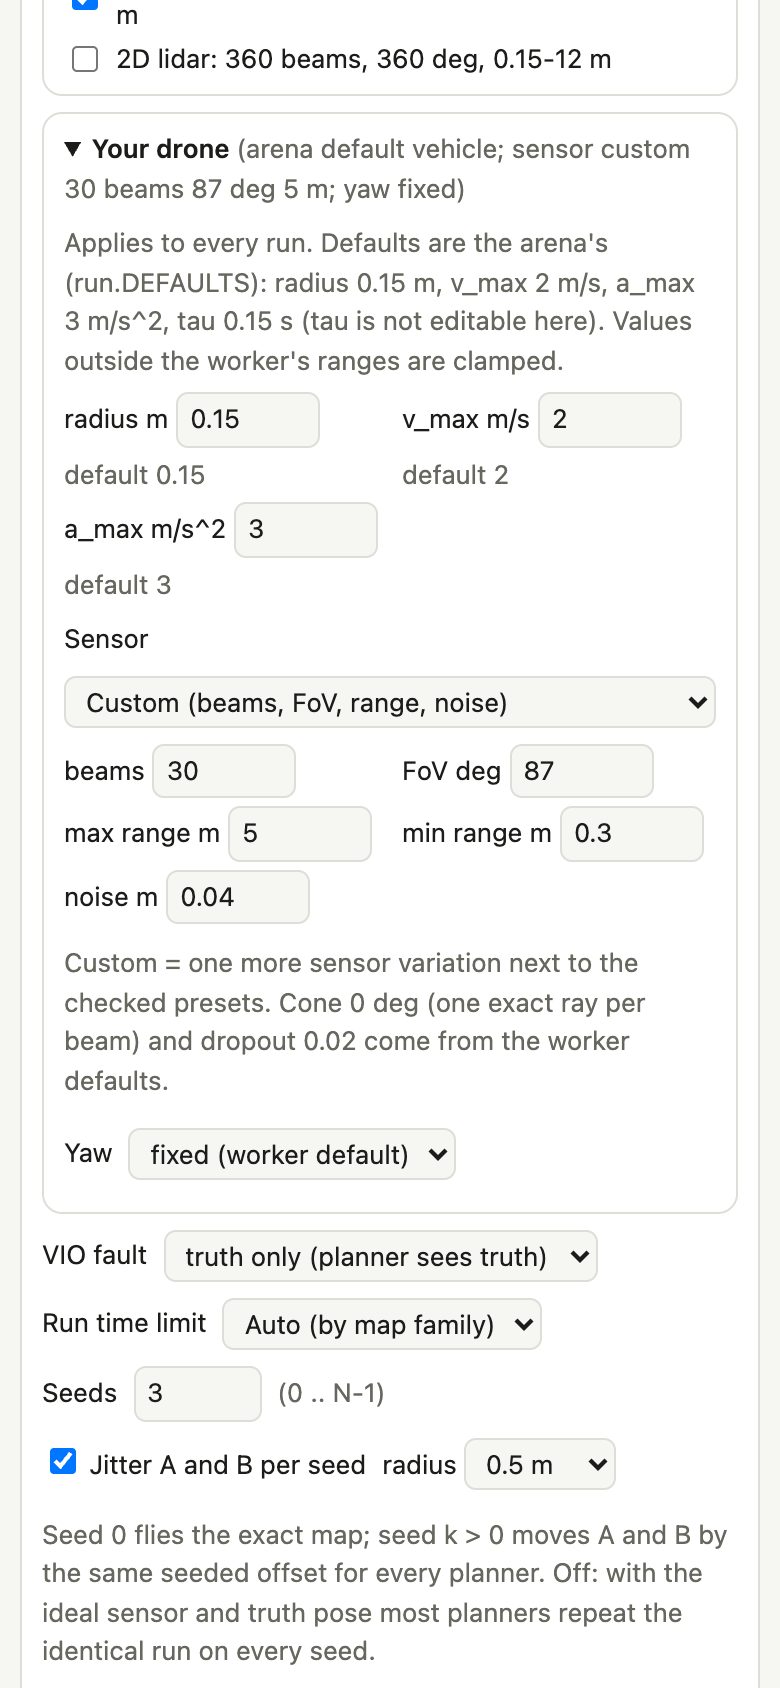 m
2D lidar: 360 beams, 360 deg, 0.15-12 m
▼ Your drone (arena default vehicle; sensor custom
30 beams 87 deg 5 m; yaw fixed)
Applies to every run. Defaults are the arena's
(run.DEFAULTS): radius 0.15 m, v_max 2 m/s, a_max
3 m/s^2, tau 0.15 s (tau is not editable here). Values
outside the worker's ranges are clamped.
radius m 0.15 v_max m/s 2
default 0.15 default 2
a_max m/s^2 3
default 3
Sensor
Custom (beams, FoV, range, noise)
beams 30 FoV deg 87
max range m 5 min range m 0.3
noise m 0.04
Custom = one more sensor variation next to the
checked presets. Cone 0 deg (one exact ray per
beam) and dropout 0.02 come from the worker
defaults.
Yaw fixed (worker default)
VIO fault truth only (planner sees truth)
Run time limit Auto (by map family)
Seeds 3 (0 .. N-1)
Jitter A and B per seed radius 0.5 m
Seed 0 flies the exact map; seed k > 0 moves A and B by
the same seeded offset for every planner. Off: with the
ideal sensor and truth pose most planners repeat the
identical run on every seed.